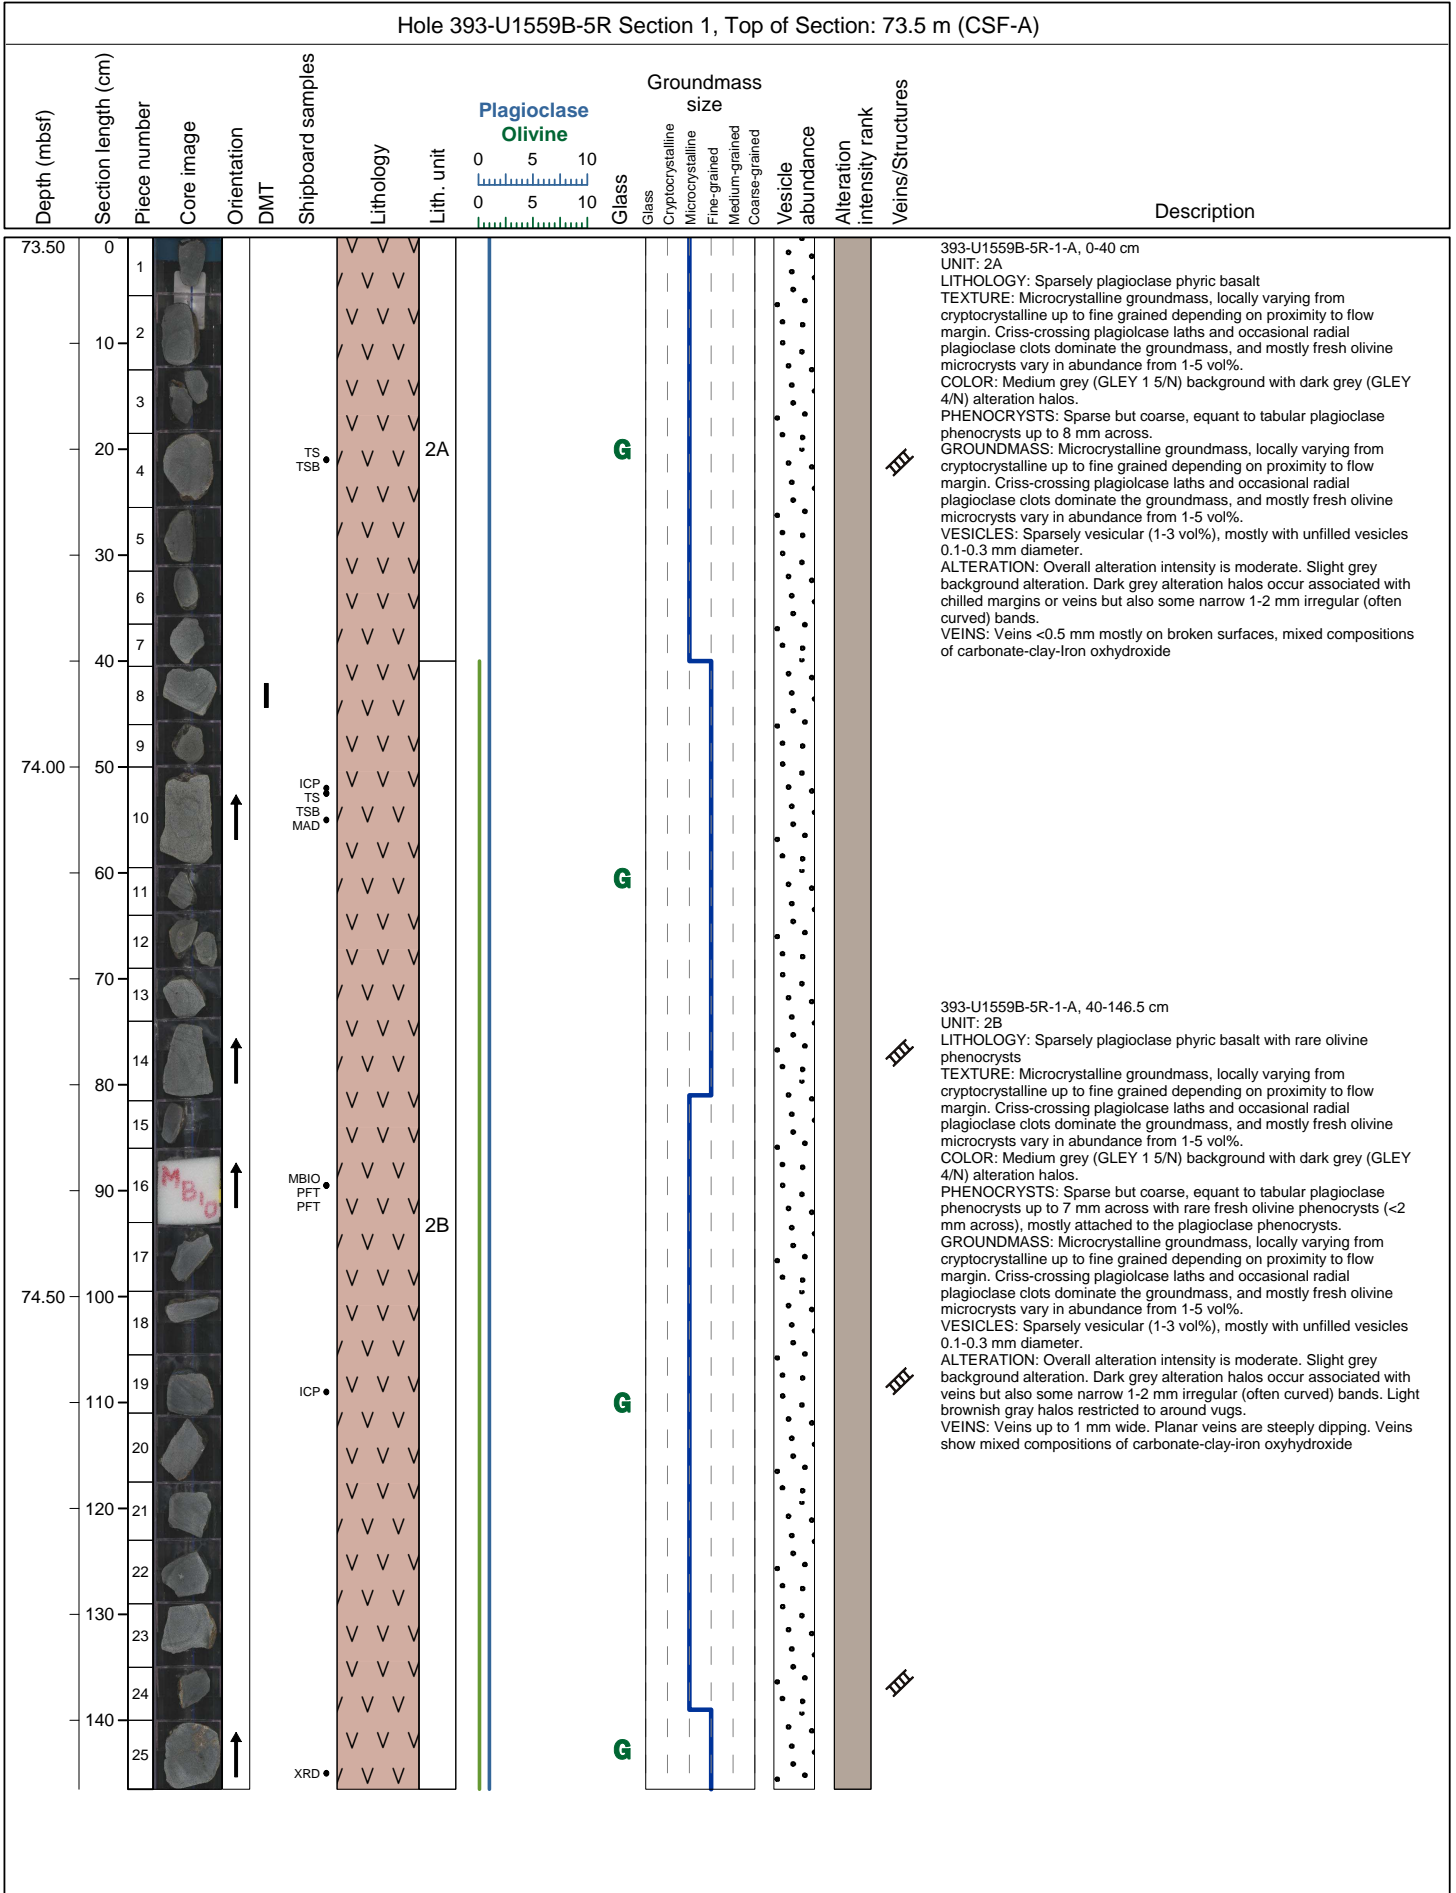 Hole 393-U1559B-5R Section 1, Top of Section: 73.5 m (CSF-A)
Depth (mbsf)
Section length (cm)
Piece number
Core image
Orientation
DMT
Shipboard samples
Lithology
Lith. unit
Plagioclase
Olivine
0 5 10
0 5 10
Glass
Groundmass
size
Glass
Cryptocrystalline
Microcrystalline
Fine-grained
Medium-grained
Coarse-grained
Vesicle
abundance
Alteration
intensity rank
Veins/Structures
Description
73.50
74.00
74.50
0
10
20
30
40
50
60
70
80
90
100
110
120
130
140
1
2
3
4
5
6
7
8
9
10
11
12
13
14
15
16
17
18
19
20
21
22
23
24
25
MBIO
TS
TSB
ICP
TS
TSB
MAD
MBIO
PFT
PFT
ICP
XRD
2A
2B
G
G
G
G
393-U1559B-5R-1-A, 0-40 cm
UNIT: 2A
LITHOLOGY: Sparsely plagioclase phyric basalt
TEXTURE: Microcrystalline groundmass, locally varying from
cryptocrystalline up to fine grained depending on proximity to flow
margin. Criss-crossing plagiolcase laths and occasional radial
plagioclase clots dominate the groundmass, and mostly fresh olivine
microcrysts vary in abundance from 1-5 vol%.
COLOR: Medium grey (GLEY 1 5/N) background with dark grey (GLEY
4/N) alteration halos.
PHENOCRYSTS: Sparse but coarse, equant to tabular plagioclase
phenocrysts up to 8 mm across.
GROUNDMASS: Microcrystalline groundmass, locally varying from
cryptocrystalline up to fine grained depending on proximity to flow
margin. Criss-crossing plagiolcase laths and occasional radial
plagioclase clots dominate the groundmass, and mostly fresh olivine
microcrysts vary in abundance from 1-5 vol%.
VESICLES: Sparsely vesicular (1-3 vol%), mostly with unfilled vesicles
0.1-0.3 mm diameter.
ALTERATION: Overall alteration intensity is moderate. Slight grey
background alteration. Dark grey alteration halos occur associated with
chilled margins or veins but also some narrow 1-2 mm irregular (often
curved) bands.
VEINS: Veins <0.5 mm mostly on broken surfaces, mixed compositions
of carbonate-clay-Iron oxhydroxide
393-U1559B-5R-1-A, 40-146.5 cm
UNIT: 2B
LITHOLOGY: Sparsely plagioclase phyric basalt with rare olivine
phenocrysts
TEXTURE: Microcrystalline groundmass, locally varying from
cryptocrystalline up to fine grained depending on proximity to flow
margin. Criss-crossing plagiolcase laths and occasional radial
plagioclase clots dominate the groundmass, and mostly fresh olivine
microcrysts vary in abundance from 1-5 vol%.
COLOR: Medium grey (GLEY 1 5/N) background with dark grey (GLEY
4/N) alteration halos.
PHENOCRYSTS: Sparse but coarse, equant to tabular plagioclase
phenocrysts up to 7 mm across with rare fresh olivine phenocrysts (<2
mm across), mostly attached to the plagioclase phenocrysts.
GROUNDMASS: Microcrystalline groundmass, locally varying from
cryptocrystalline up to fine grained depending on proximity to flow
margin. Criss-crossing plagiolcase laths and occasional radial
plagioclase clots dominate the groundmass, and mostly fresh olivine
microcrysts vary in abundance from 1-5 vol%.
VESICLES: Sparsely vesicular (1-3 vol%), mostly with unfilled vesicles
0.1-0.3 mm diameter.
ALTERATION: Overall alteration intensity is moderate. Slight grey
background alteration. Dark grey alteration halos occur associated with
veins but also some narrow 1-2 mm irregular (often curved) bands. Light
brownish gray halos restricted to around vugs.
VEINS: Veins up to 1 mm wide. Planar veins are steeply dipping. Veins
show mixed compositions of carbonate-clay-iron oxyhydroxide